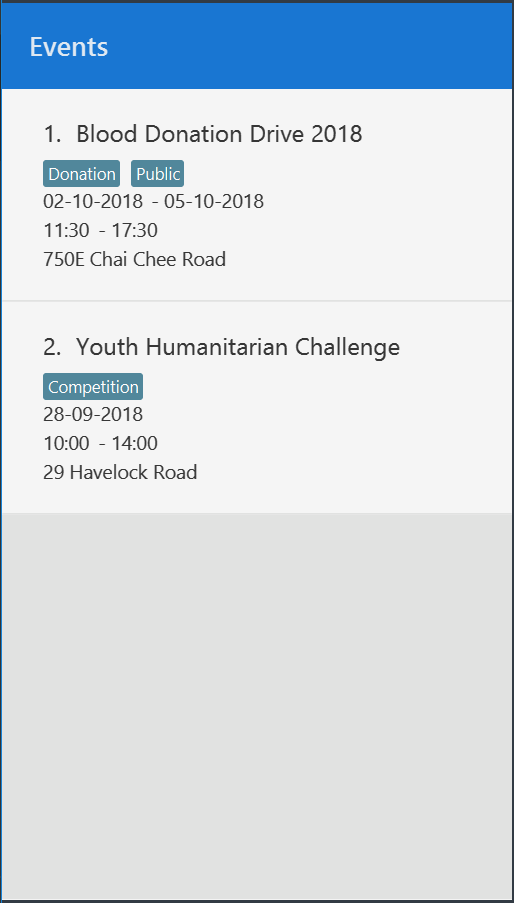 Events
1. Blood Donation Drive 2018
Donation Public
02-10-2018 - 05-10-2018
11:30 - 17:30
750E Chai Chee Road
2. Youth Humanitarian Challenge
Competition
28-09-2018
10:00 - 14:00
29 Havelock Road